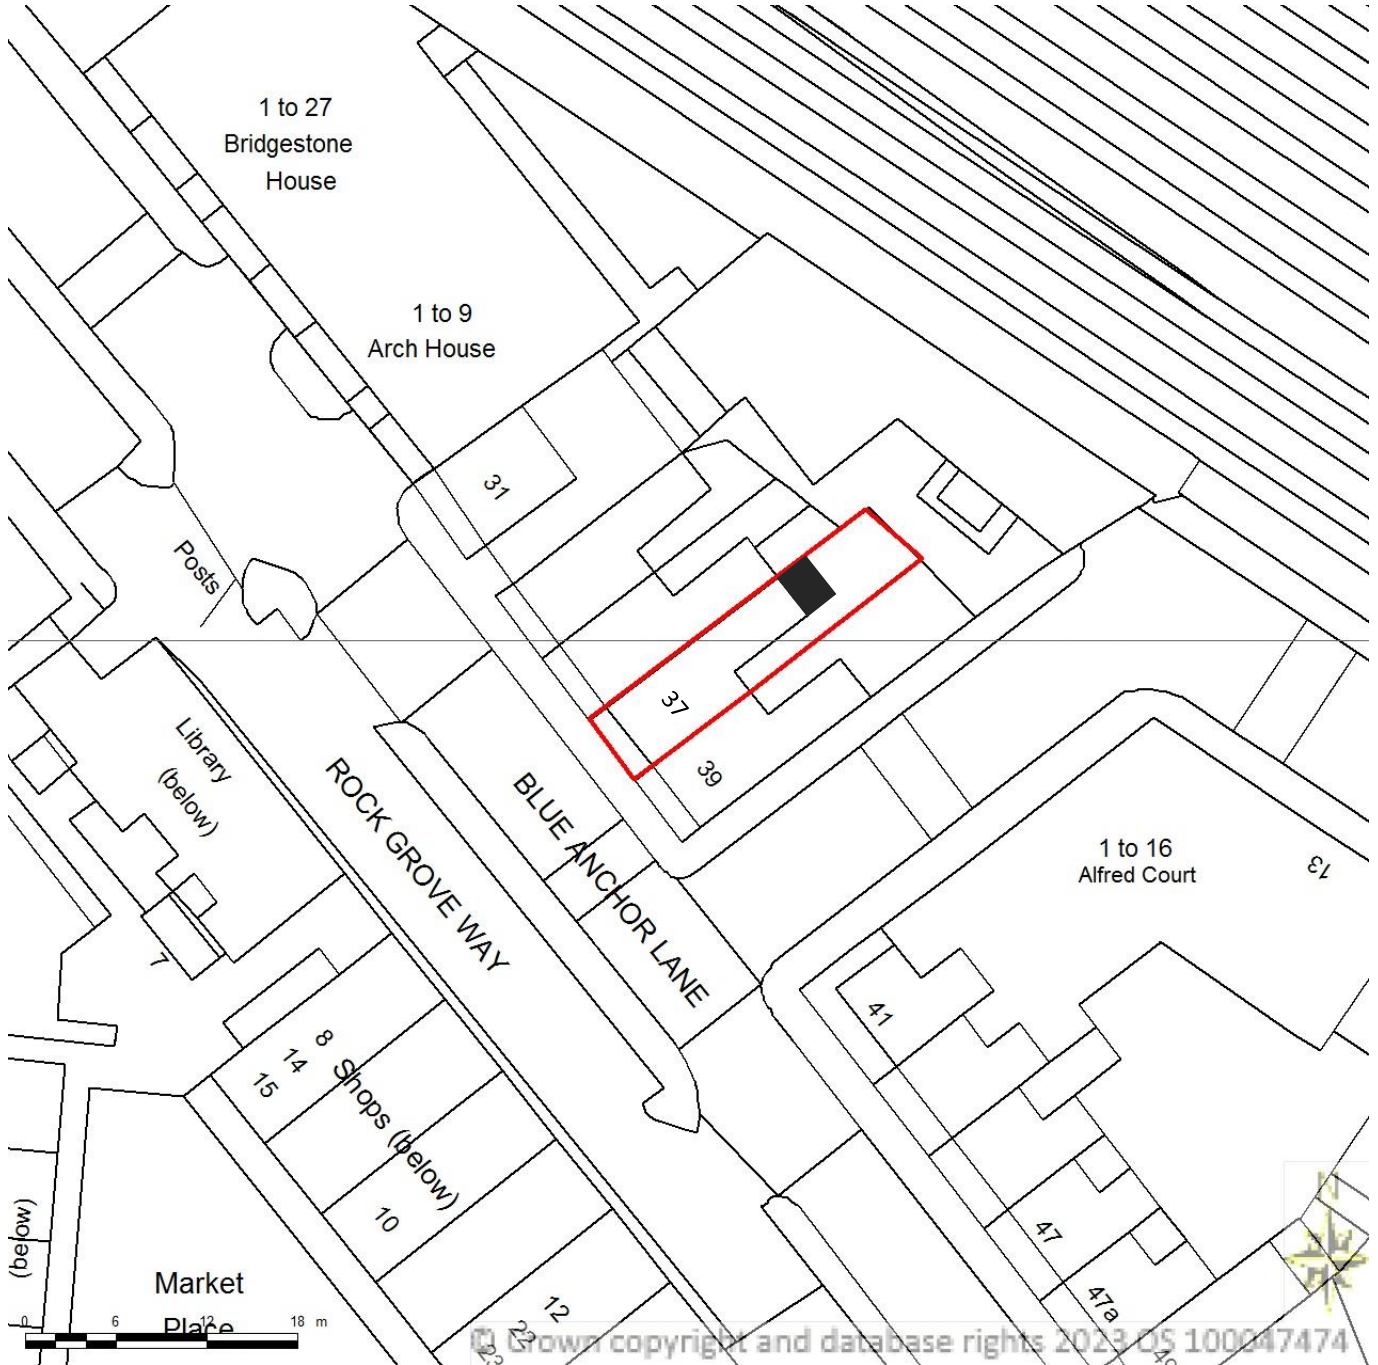 1 to 27
Bridgestone
House
1 to 9
Arch House
31
Posts
37
39
Library
(below)
ROCK GROVE WAY
BLUE ANCHOR LANE
1 to 16
Alfred Court
13
7
41
8
14
15
Shops (below)
10
47
47a
12
22
23
(below)
Market
Place
0 6 12 18 m
N
© Crown copyright and database rights 2023 OS 100047474